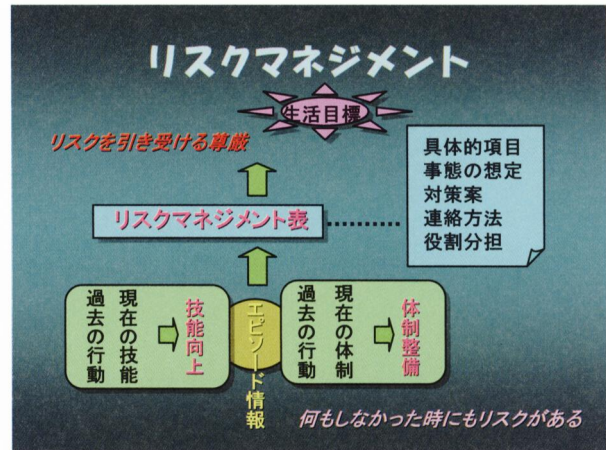 リスクマネジメント
生活目標
リスクを引き受ける尊厳
具体的項目
事態の想定
対策案
連絡方法
役割分担
リスクマネジメント表
現在の技能
過去の行動
技能向上
エピソード情報
現在の体制
過去の行動
体制整備
何もしなかった時にもリスクがある